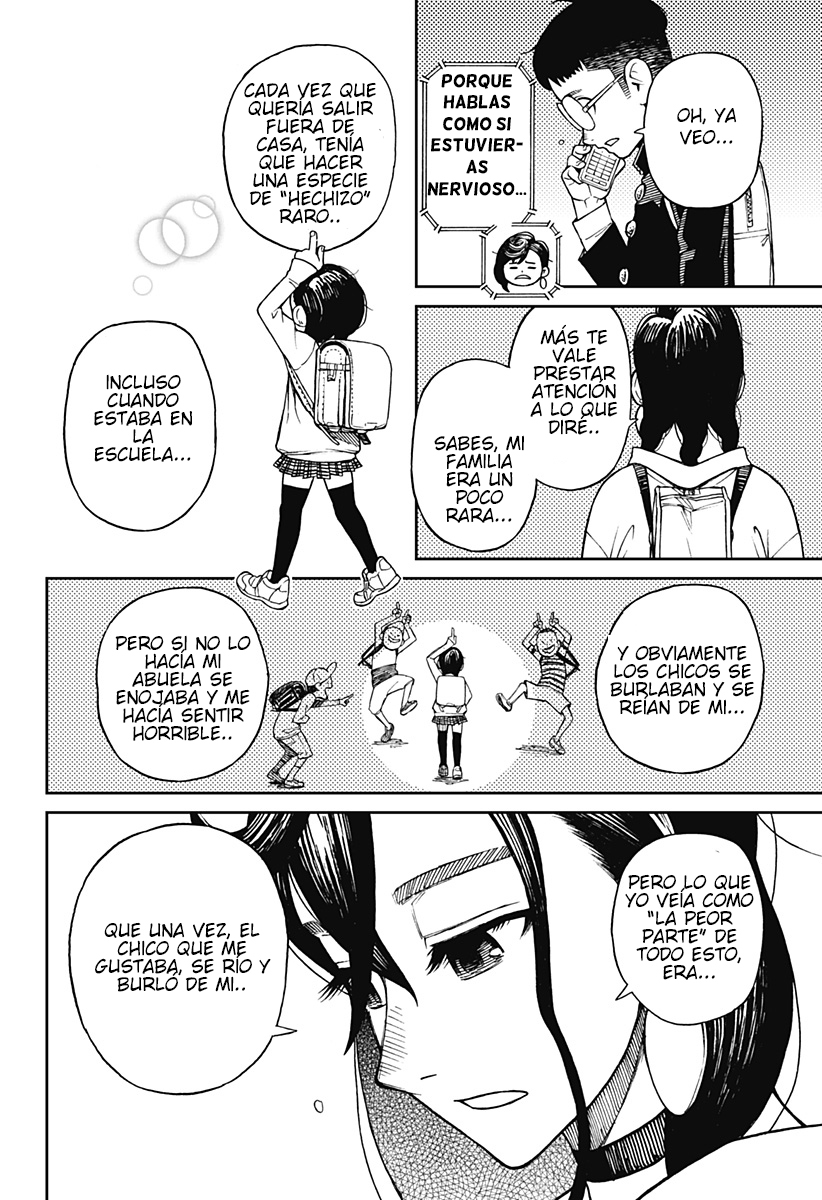 OH, YA
VEO...
PORQUE
HABLAS
COMO SI
ESTUVIER-
AS
NERVIOSO...
MÁS TE
VALE
PRESTAR
ATENCIÓN
A LO QUE
DIRÉ..
SABES, MI
FAMILIA
ERA UN
POCO
RARA...
CADA VEZ QUE
QUERÍA SALIR
FUERA DE
CASA, TENÍA
QUE HACER
UNA ESPECIE
DE "HECHIZO"
RARO..
INCLUSO
CUANDO
ESTABA EN
LA
ESCUELA...
Y OBVIAMENTE
LOS CHICOS SE
BURLABAN Y SE
REÍAN DE MI...
PERO SI NO LO
HACÍA MI
ABUELA SE
ENOJABA Y ME
HACÍA SENTIR
HORRIBLE..
PERO LO QUE
YO VEÍA COMO
"LA PEOR
PARTE" DE
TODO ESTO,
ERA...
QUE UNA VEZ, EL
CHICO QUE ME
GUSTABA, SE RÍO Y
BURLÓ DE MI..